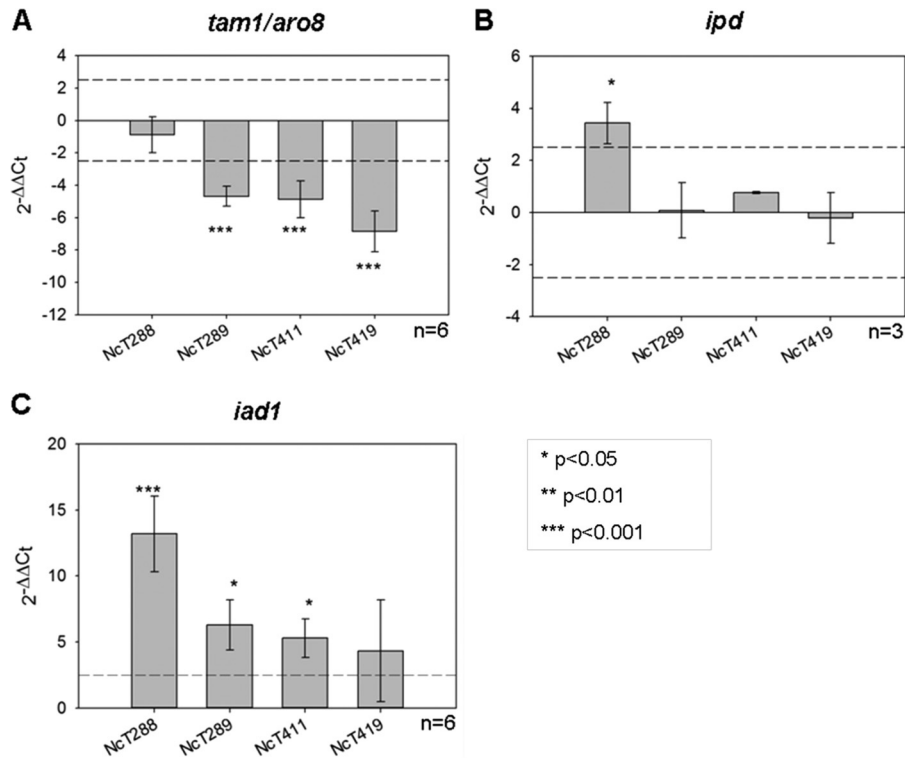 A
tam1/aro8
4
2
0
-2
-4
-6
-8
-10
-12
2-ΔΔCt
***
***
***
NcT288
NcT289
NcT411
NcT419
n=6
B
ipd
6
4
2
0
-2
-4
2-ΔΔCt
*
NcT288
NcT289
NcT411
NcT419
n=3
C
iad1
20
15
10
5
0
2-ΔΔCt
***
*
*
NcT288
NcT289
NcT411
NcT419
n=6
* p<0.05
** p<0.01
*** p<0.001